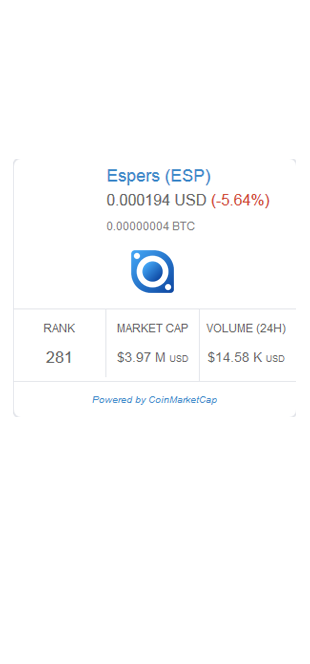 Espers (ESP)
0.000194 USD (-5.64%)
0.00000004 BTC
RANK
281
MARKET CAP
$3.97 M USD
VOLUME (24H)
$14.58 K USD
Powered by CoinMarketCap